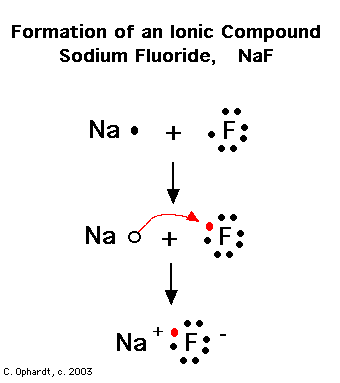 Formation of an Ionic Compound
Sodium Fluoride, NaF
Na + F
Na + F
Na + F -
C. Ophardt, c. 2003